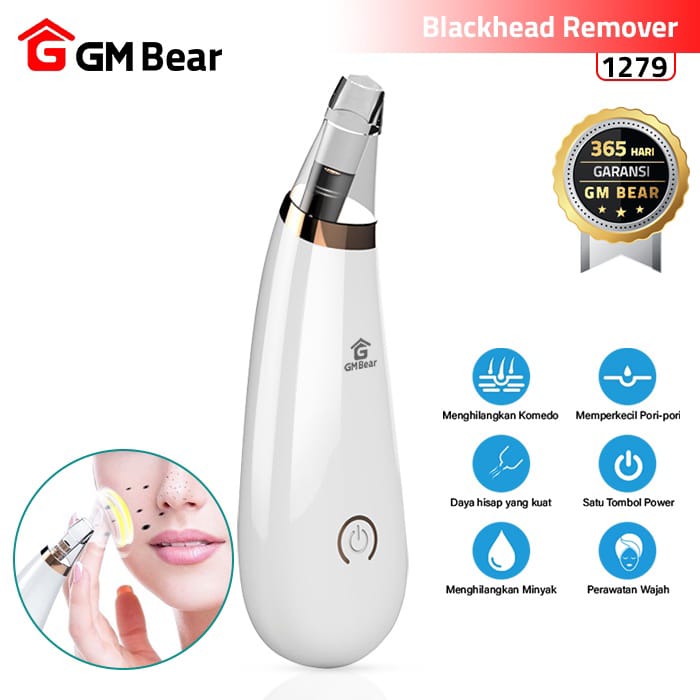 GM Bear
Blackhead Remover
1279
365 HARI
GARANSI
GM BEAR
GM Bear
Menghilangkan Komedo
Memperkecil Pori-pori
Daya hisap yang kuat
Satu Tombol Power
Menghilangkan Minyak
Perawatan Wajah